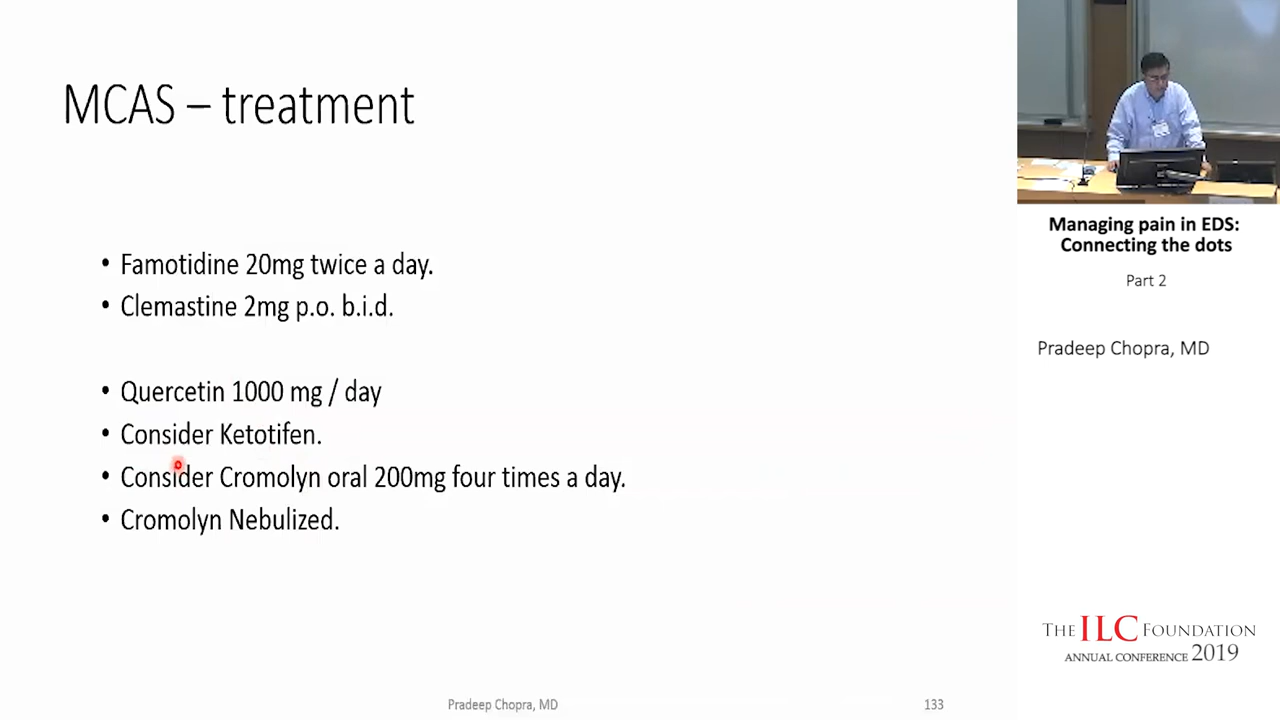 MCAS – treatment
• Famotidine 20mg twice a day.
• Clemastine 2mg p.o. b.i.d.
• Quercetin 1000 mg / day
• Consider Ketotifen.
• Consider Cromolyn oral 200mg four times a day.
• Cromolyn Nebulized.
Pradeep Chopra, MD
133
Managing pain in EDS:
Connecting the dots
Part 2
Pradeep Chopra, MD
THE ILC FOUNDATION
ANNUAL CONFERENCE 2019